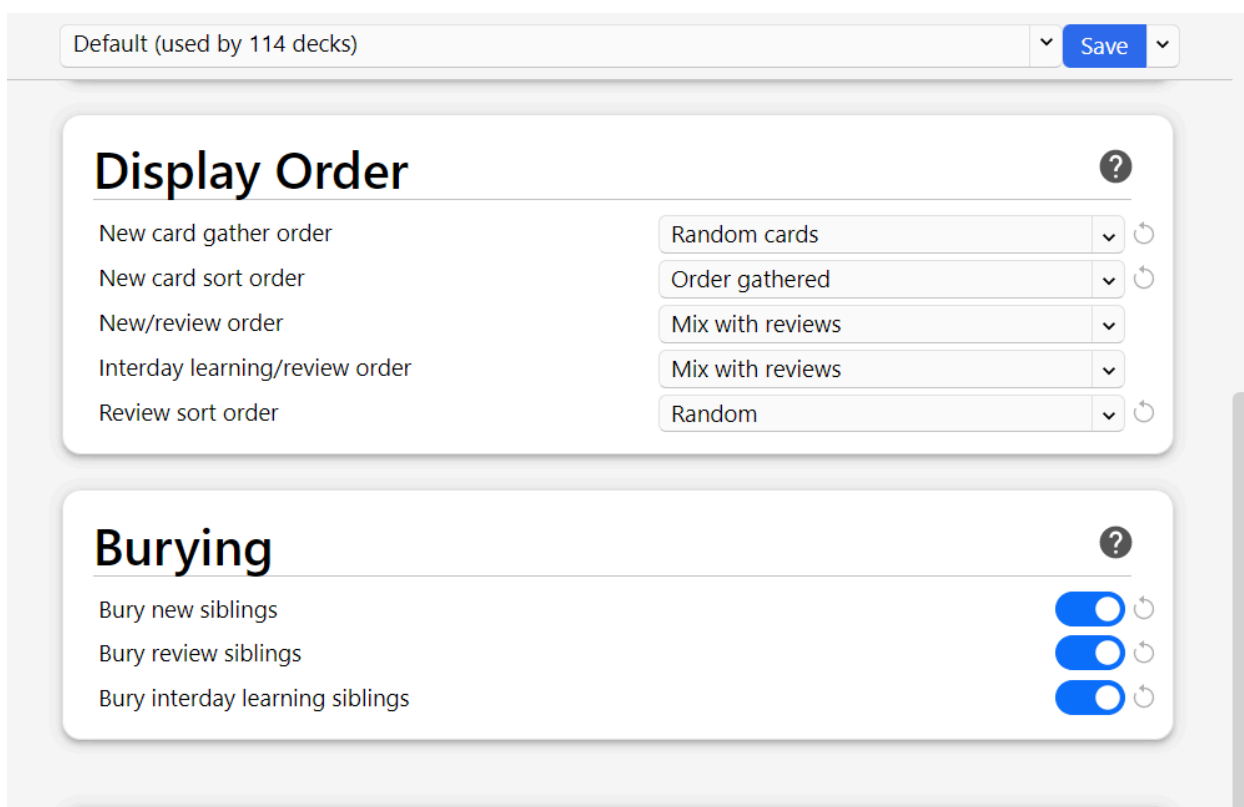 Default (used by 114 decks)
Save
Display Order
?
New card gather order
Random cards
New card sort order
Order gathered
New/review order
Mix with reviews
Interday learning/review order
Mix with reviews
Review sort order
Random
Burying
?
Bury new siblings
Bury review siblings
Bury interday learning siblings